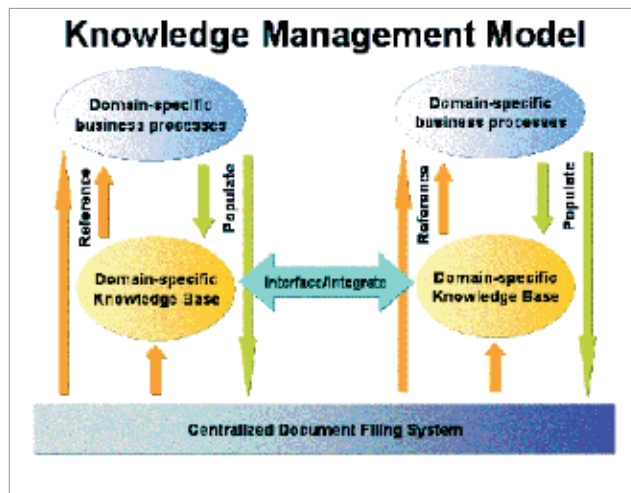 Knowledge Management Model
Domain-specific
business processes
Domain-specific
business processes
Reference
Populate
Reference
Populate
Domain-specific
Knowledge Base
Interface/Integrate
Domain-specific
Knowledge Base
Centralized Document Filing System